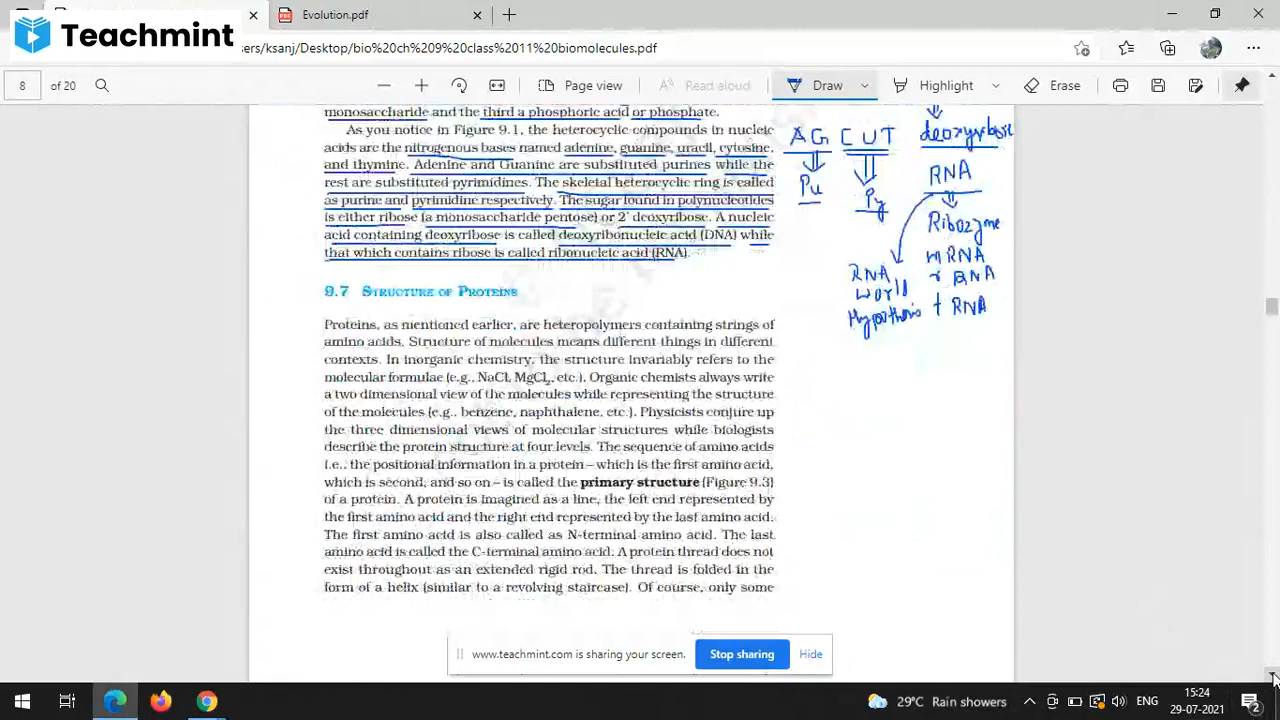 Evolution.pdf
Teachmint
ers/ksanj/Desktop/bio%20ch%209%20class%2011%20biomolecules.pdf
8 of 20
Page view
Read aloud
Draw
Highlight
Erase
monosaccharide and the third a phosphoric acid or phosphate.
As you notice in Figure 9.1, the heterocyclic compounds in nucleic
acids are the nitrogenous bases named adenine, guanine, uracil, cytosine,
and thymine. Adenine and Guanine are substituted purines while the
rest are substituted pyrimidines. The skeletal heterocyclic ring is called
as purine and pyrimidine respectively. The sugar found in polynucleotides
is either ribose (a monosaccharide pentose) or 2' deoxyribose. A nucleic
acid containing deoxyribose is called deoxyribonucleic acid (DNA) while
that which contains ribose is called ribonucleic acid (RNA).
9.7 STRUCTURE OF PROTEINS
Proteins, as mentioned earlier, are heteropolymers containing strings of
amino acids. Structure of molecules means different things in different
contexts. In inorganic chemistry, the structure invariably refers to the
molecular formulae (e.g., NaCl, MgCl2, etc.). Organic chemists always write
a two dimensional view of the molecules while representing the structure
of the molecules (e.g., benzene, naphthalene, etc.). Physicists conjure up
the three dimensional views of molecular structures while biologists
describe the protein structure at four levels. The sequence of amino acids
i.e., the positional information in a protein – which is the first amino acid,
which is second, and so on – is called the primary structure (Figure 9.3)
of a protein. A protein is imagined as a line, the left end represented by
the first amino acid and the right end represented by the last amino acid.
The first amino acid is also called as N-terminal amino acid. The last
amino acid is called the C-terminal amino acid. A protein thread does not
exist throughout as an extended rigid rod. The thread is folded in the
form of a helix (similar to a revolving staircase). Of course, only some
AG CUT
Pu
Py
deoxyribose
RNA
Ribozyme
mRNA
r RNA
t RNA
RNA
World
Hypothesis
www.teachmint.com is sharing your screen.
Stop sharing
Hide
29°C Rain showers
ENG
15:24
29-07-2021
2